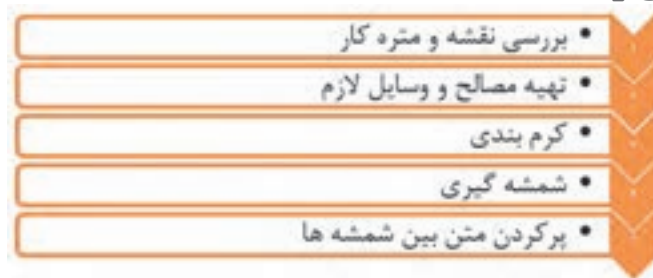 • بررسی نقشه و متره کار
• تهیه مصالح و وسایل لازم
• کرم بندی
• شمشه گیری
• پرکردن متن بین شمشه ها